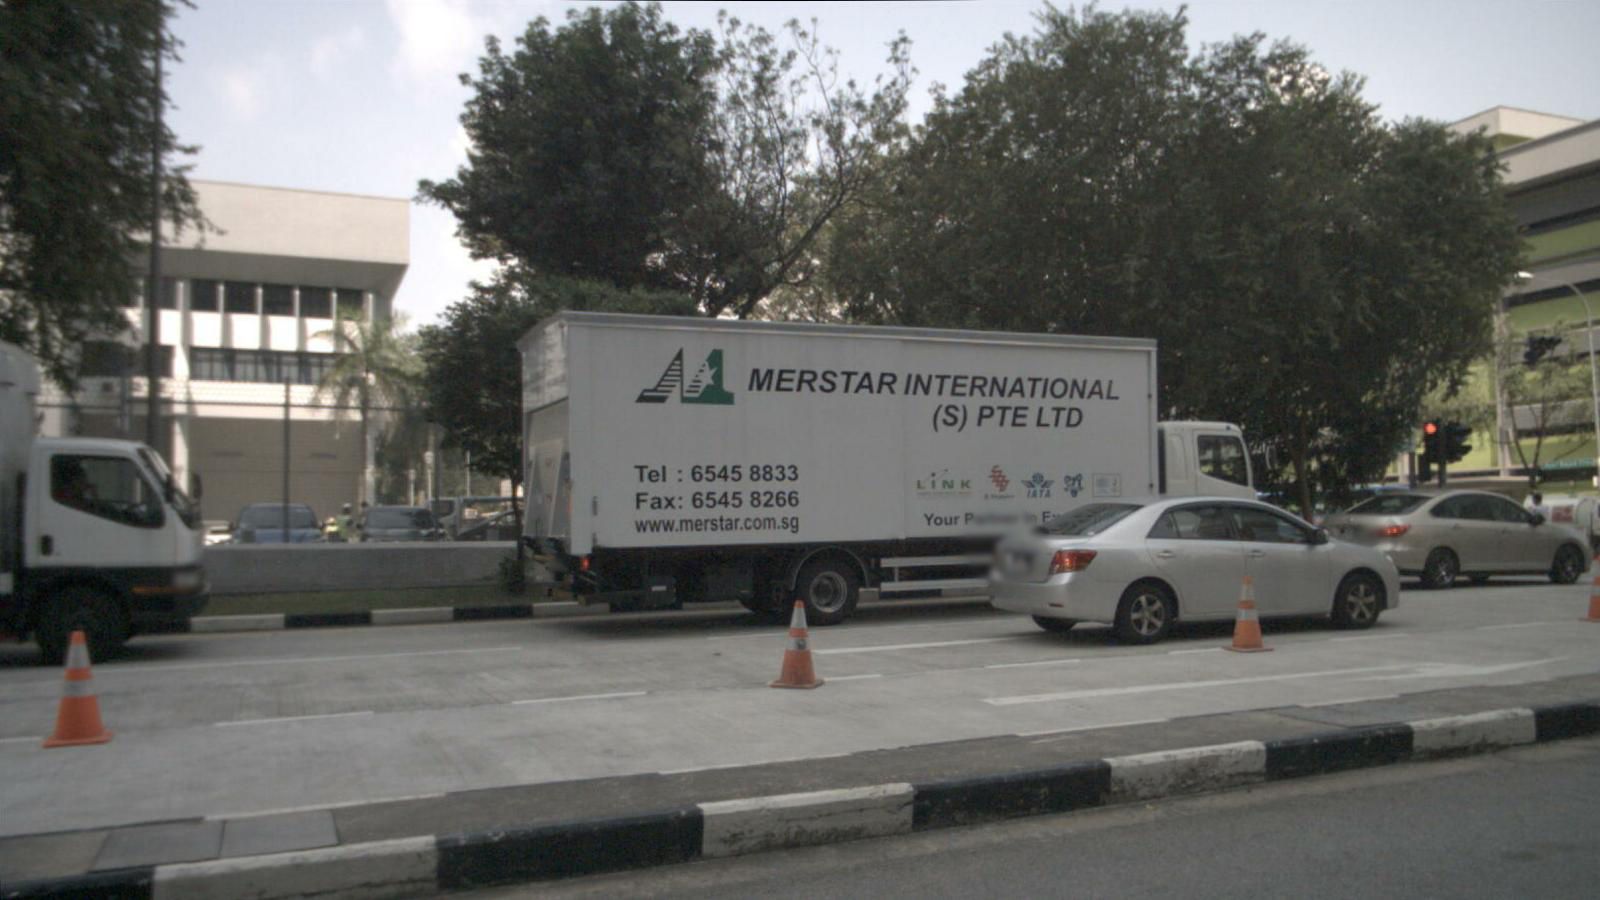 MERSTAR INTERNATIONAL
(S) PTE LTD
Tel : 6545 8833
Fax: 6545 8266
www.merstar.com.sg
LINK
IATA
Your